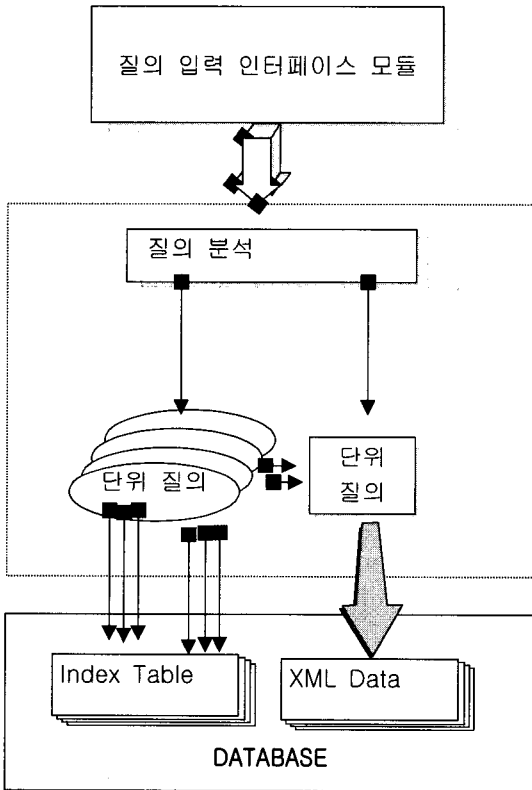 질의 입력 인터페이스 모듈
질의 분석
단위 질의
단위
질의
Index Table
XML Data
DATABASE